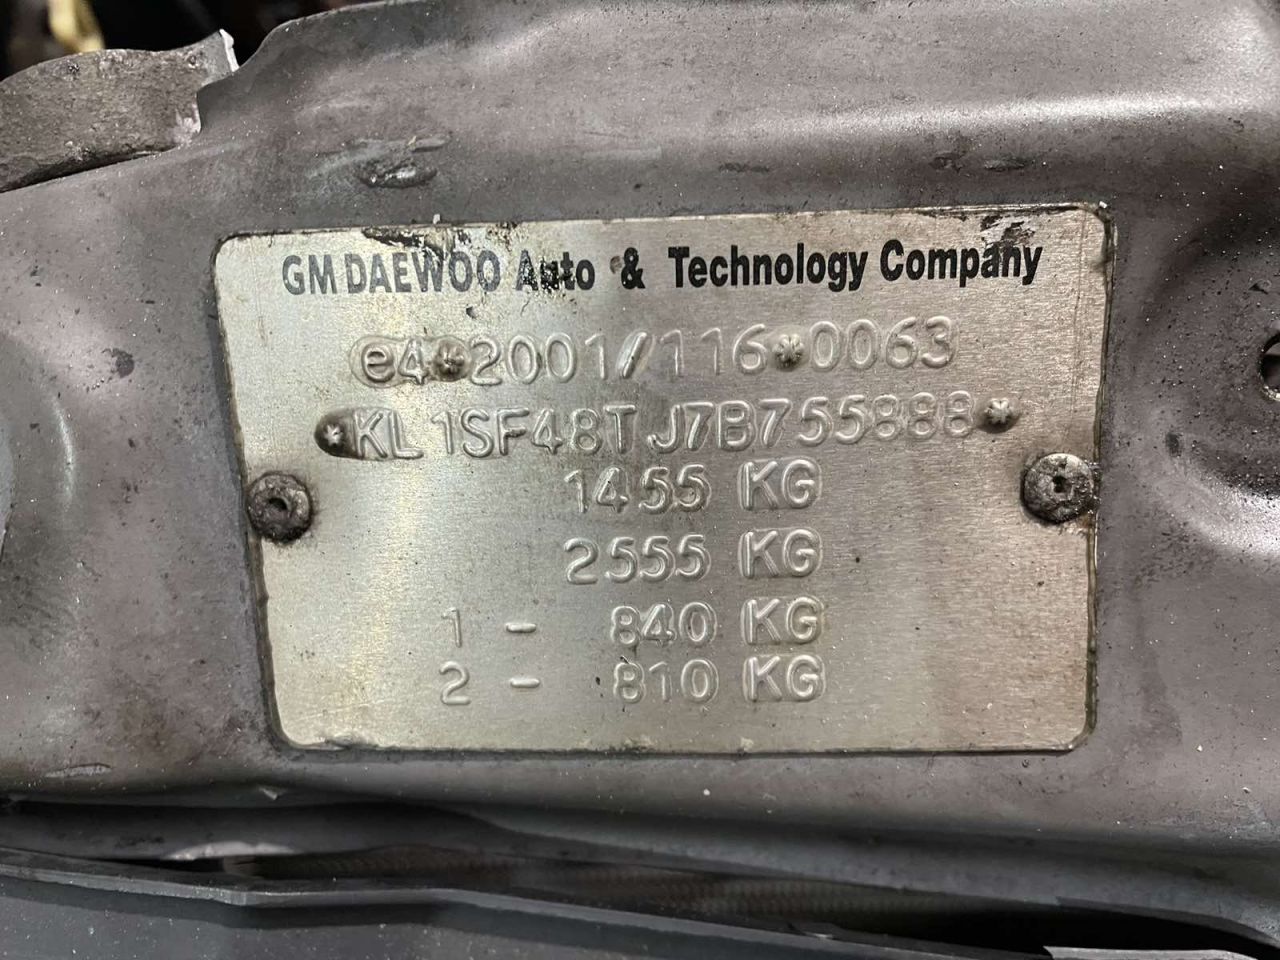 GM DAEWOO Auto & Technology Company
e4*2001/116*0063
*KL1SF48TJ7B755888*
1455 KG
2555 KG
1 - 840 KG
2 - 810 KG